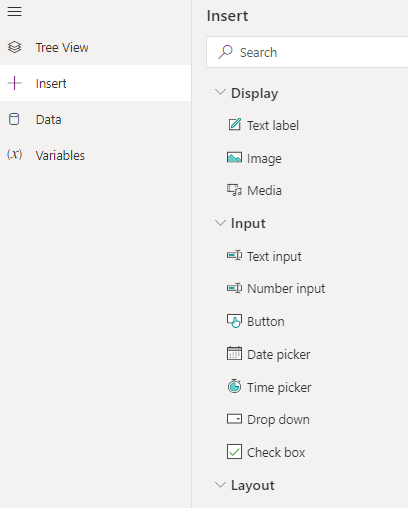 Tree View
Insert
Data
(x) Variables
Insert
Search
Display
Text label
Image
Media
Input
Text input
Number input
Button
Date picker
Time picker
Drop down
Check box
Layout